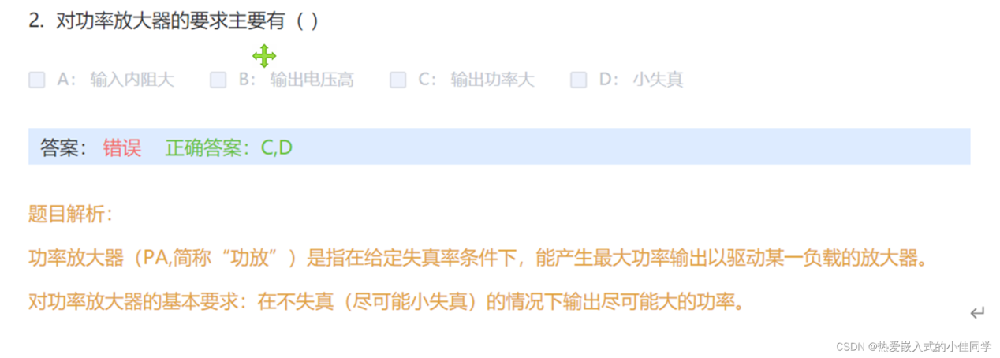 2. 对功率放大器的要求主要有（ ）
A： 输入内阻大 B： 输出电压高 C： 输出功率大 D： 小失真
答案： 错误 正确答案：C,D
题目解析：
功率放大器（PA,简称“功放”）是指在给定失真率条件下，能产生最大功率输出以驱动某一负载的放大器。
对功率放大器的基本要求：在不失真（尽可能小失真）的情况下输出尽可能大的功率。
CSDN @热爱嵌入式的小佳同学